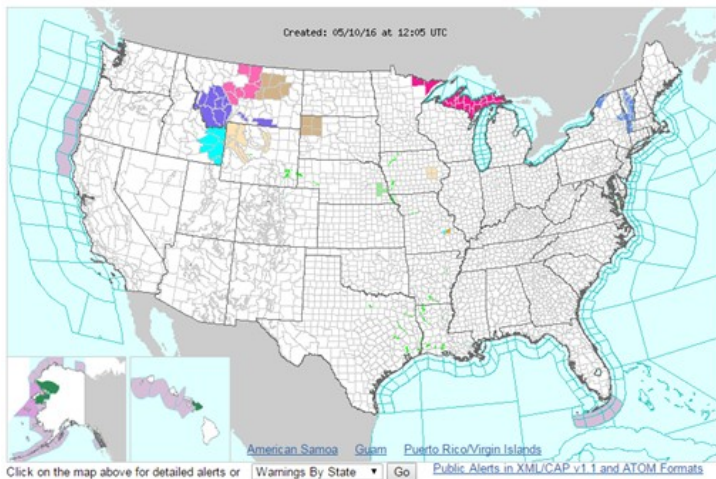 Created: 05/10/16 at 12:05 UTC
American Samoa Guam Puerto Rico/Virgin Islands
Click on the map above for detailed alerts or Warnings By State Go Public Alerts in XML/CAP v1.1 and ATOM Formats